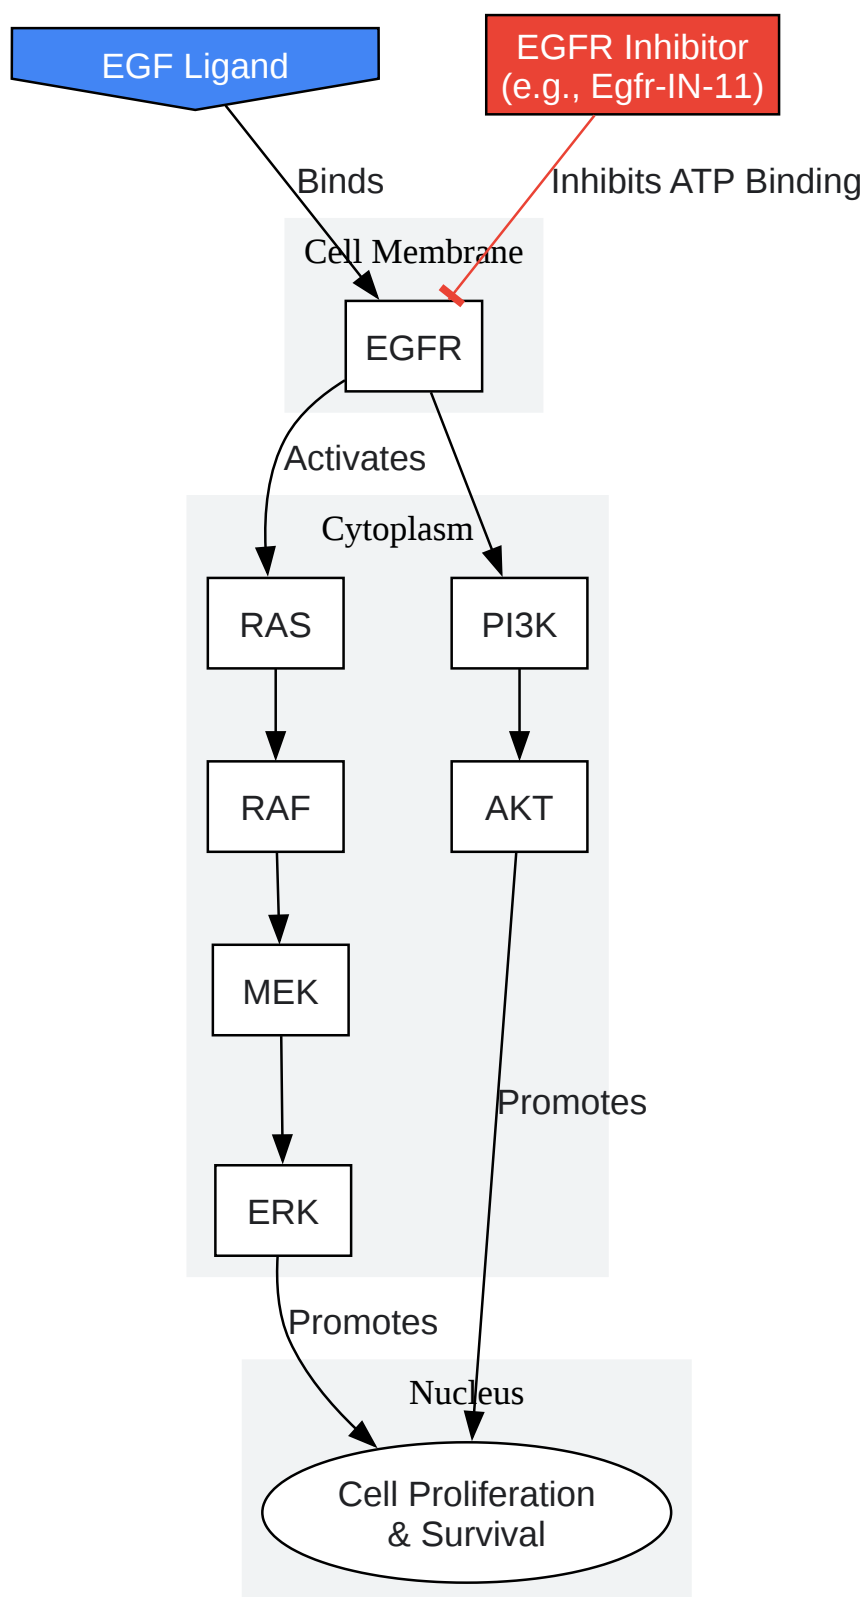 EGF Ligand
EGFR Inhibitor
(e.g., Egfr-IN-11)
Binds
Inhibits ATP Binding
Cell Membrane
EGFR
Activates
Cytoplasm
RAS
PI3K
RAF
AKT
MEK
Promotes
ERK
Promotes
Nucleus
Cell Proliferation
& Survival